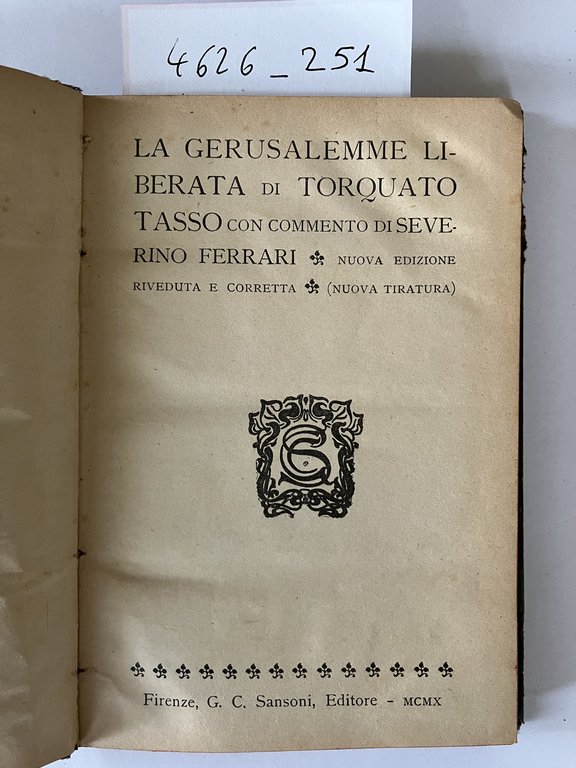 4626_251
LA GERUSALEMME LI-
BERATA DI TORQUATO
TASSO CON COMMENTO DI SEVE-
RINO FERRARI NUOVA EDIZIONE
RIVEDUTA E CORRETTA (NUOVA TIRATURA)
Firenze, G. C. Sansoni, Editore - MCMX